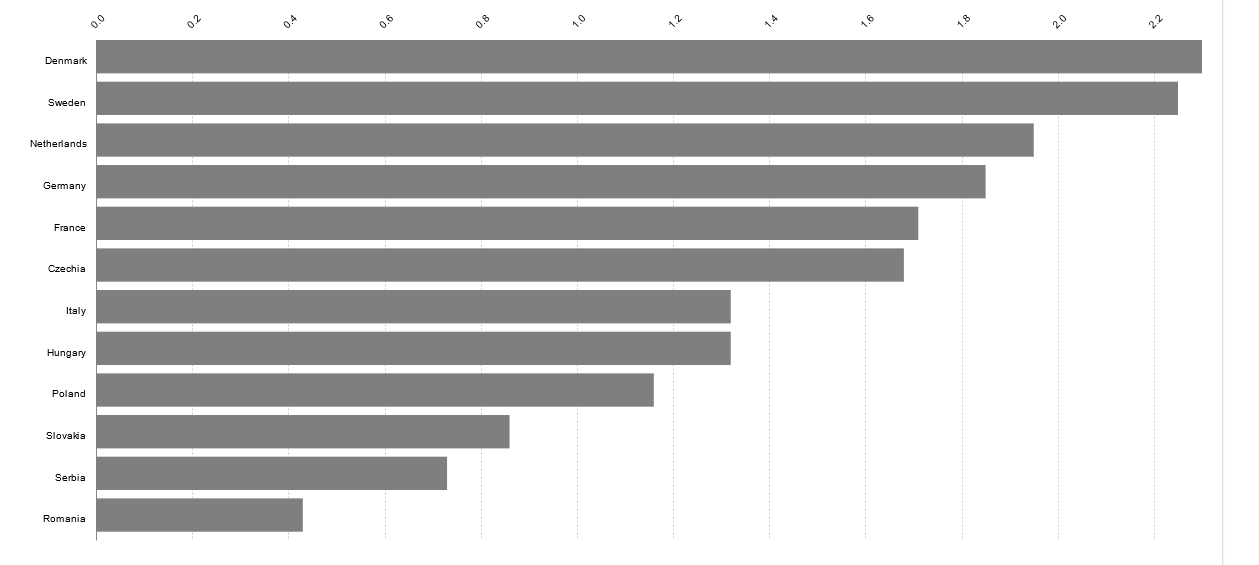 0.0 0.2 0.4 0.6 0.8 1.0 1.2 1.4 1.6 1.8 2.0 2.2
Denmark
Sweden
Netherlands
Germany
France
Czechia
Italy
Hungary
Poland
Slovakia
Serbia
Romania